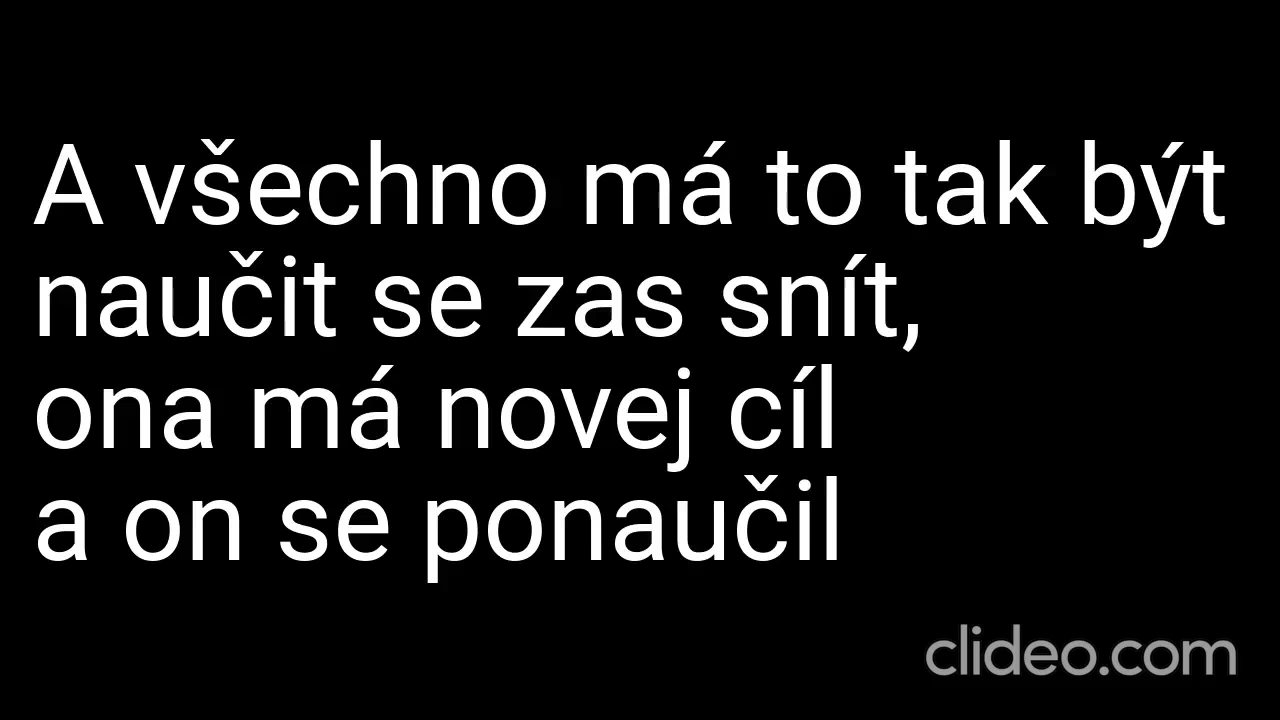 A všechno má to tak být
naučit se zas snít,
ona má novej cíl
a on se ponaučil
clideo.com